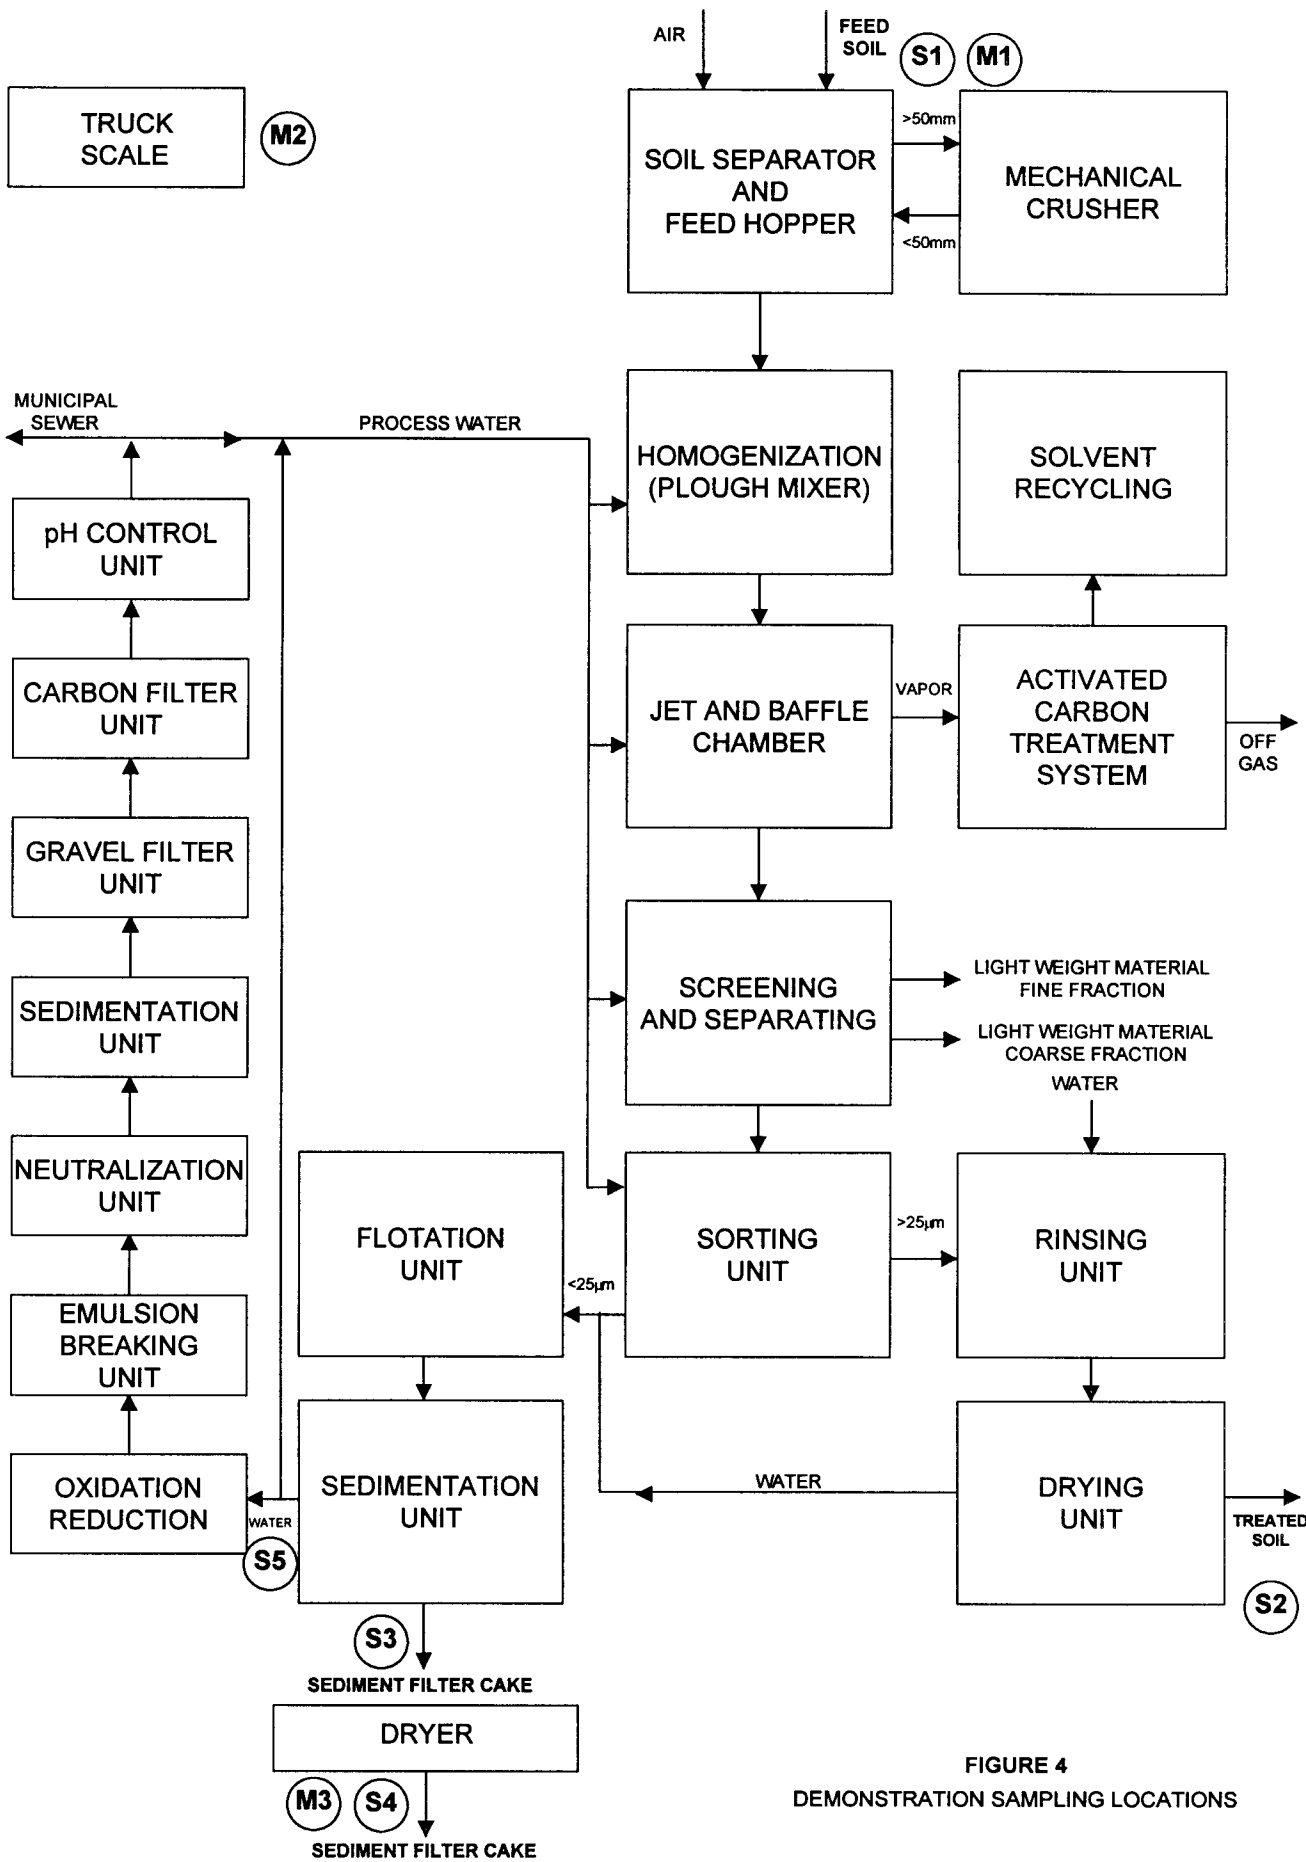 AIR
FEED
SOIL
S1
M1
TRUCK
SCALE
M2
SOIL SEPARATOR
AND
FEED HOPPER
>50mm
<50mm
MECHANICAL
CRUSHER
MUNICIPAL
SEWER
PROCESS WATER
HOMOGENIZATION
(PLOUGH MIXER)
SOLVENT
RECYCLING
pH CONTROL
UNIT
CARBON FILTER
UNIT
JET AND BAFFLE
CHAMBER
VAPOR
ACTIVATED
CARBON
TREATMENT
SYSTEM
OFF
GAS
GRAVEL FILTER
UNIT
SEDIMENTATION
UNIT
SCREENING
AND SEPARATING
LIGHT WEIGHT MATERIAL
FINE FRACTION
LIGHT WEIGHT MATERIAL
COARSE FRACTION
WATER
NEUTRALIZATION
UNIT
FLOTATION
UNIT
<25µm
SORTING
UNIT
>25µm
RINSING
UNIT
EMULSION
BREAKING
UNIT
OXIDATION
REDUCTION
WATER
S5
SEDIMENTATION
UNIT
WATER
DRYING
UNIT
TREATED
SOIL
S2
S3
SEDIMENT FILTER CAKE
DRYER
M3
S4
SEDIMENT FILTER CAKE
FIGURE 4
DEMONSTRATION SAMPLING LOCATIONS